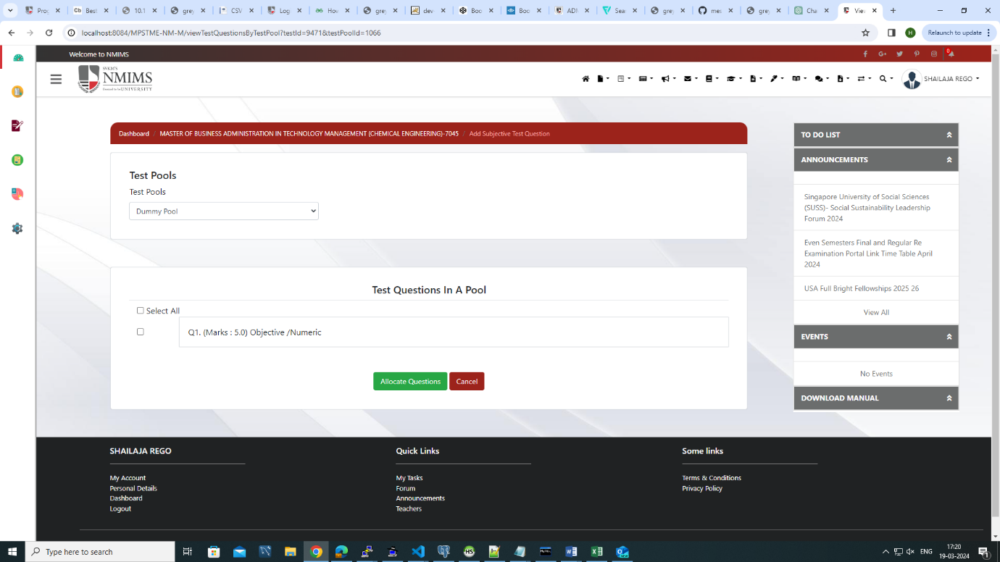 Pro
Best
10.1
grey
CSV
Log
How
grey
dev
Boo
Boo
ADM
Sear
grey
mes
grey
Cha
View
localhost:8084/MPSTME-NM-M/viewTestQuestionsByTestPool?testId=9471&testPoolId=1066
H
Relaunch to update
Welcome to NMIMS
0
SVKM'S
NMIMS
UNIVERSITY
SHAILAJA REGO
Dashboard / MASTER OF BUSINESS ADMINISTRATION IN TECHNOLOGY MANAGEMENT (CHEMICAL ENGINEERING)-7045 / Add Subjective Test Question
Test Pools
Test Pools
Dummy Pool
Test Questions In A Pool
Select All
Q1. (Marks : 5.0) Objective /Numeric
Allocate Questions
Cancel
TO DO LIST
ANNOUNCEMENTS
Singapore University of Social Sciences
(SUSS)- Social Sustainability Leadership
Forum 2024
Even Semesters Final and Regular Re
Examination Portal Link Time Table April
2024
USA Full Bright Fellowships 2025 26
View All
EVENTS
No Events
DOWNLOAD MANUAL
SHAILAJA REGO
My Account
Personal Details
Dashboard
Logout
Quick Links
My Tasks
Forum
Announcements
Teachers
Some links
Terms & Conditions
Privacy Policy
Type here to search
ENG
17:20
19-03-2024
1